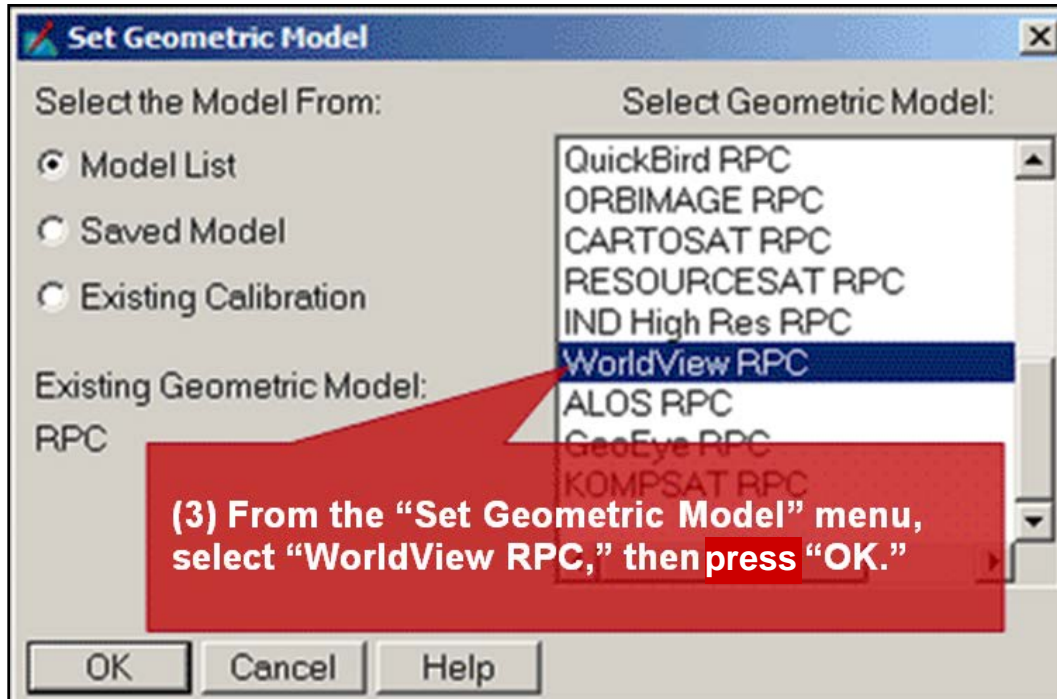 Set Geometric Model
Select the Model From:
Model List
Saved Model
Existing Calibration
Existing Geometric Model:
RPC
Select Geometric Model:
QuickBird RPC
ORBIMAGE RPC
CARTOSAT RPC
RESOURCESAT RPC
IND High Res RPC
WorldView RPC
ALOS RPC
GeoEye RPC
KOMPSAT RPC
(3) From the “Set Geometric Model” menu,
select “WorldView RPC,” then press “OK.”
OK
Cancel
Help